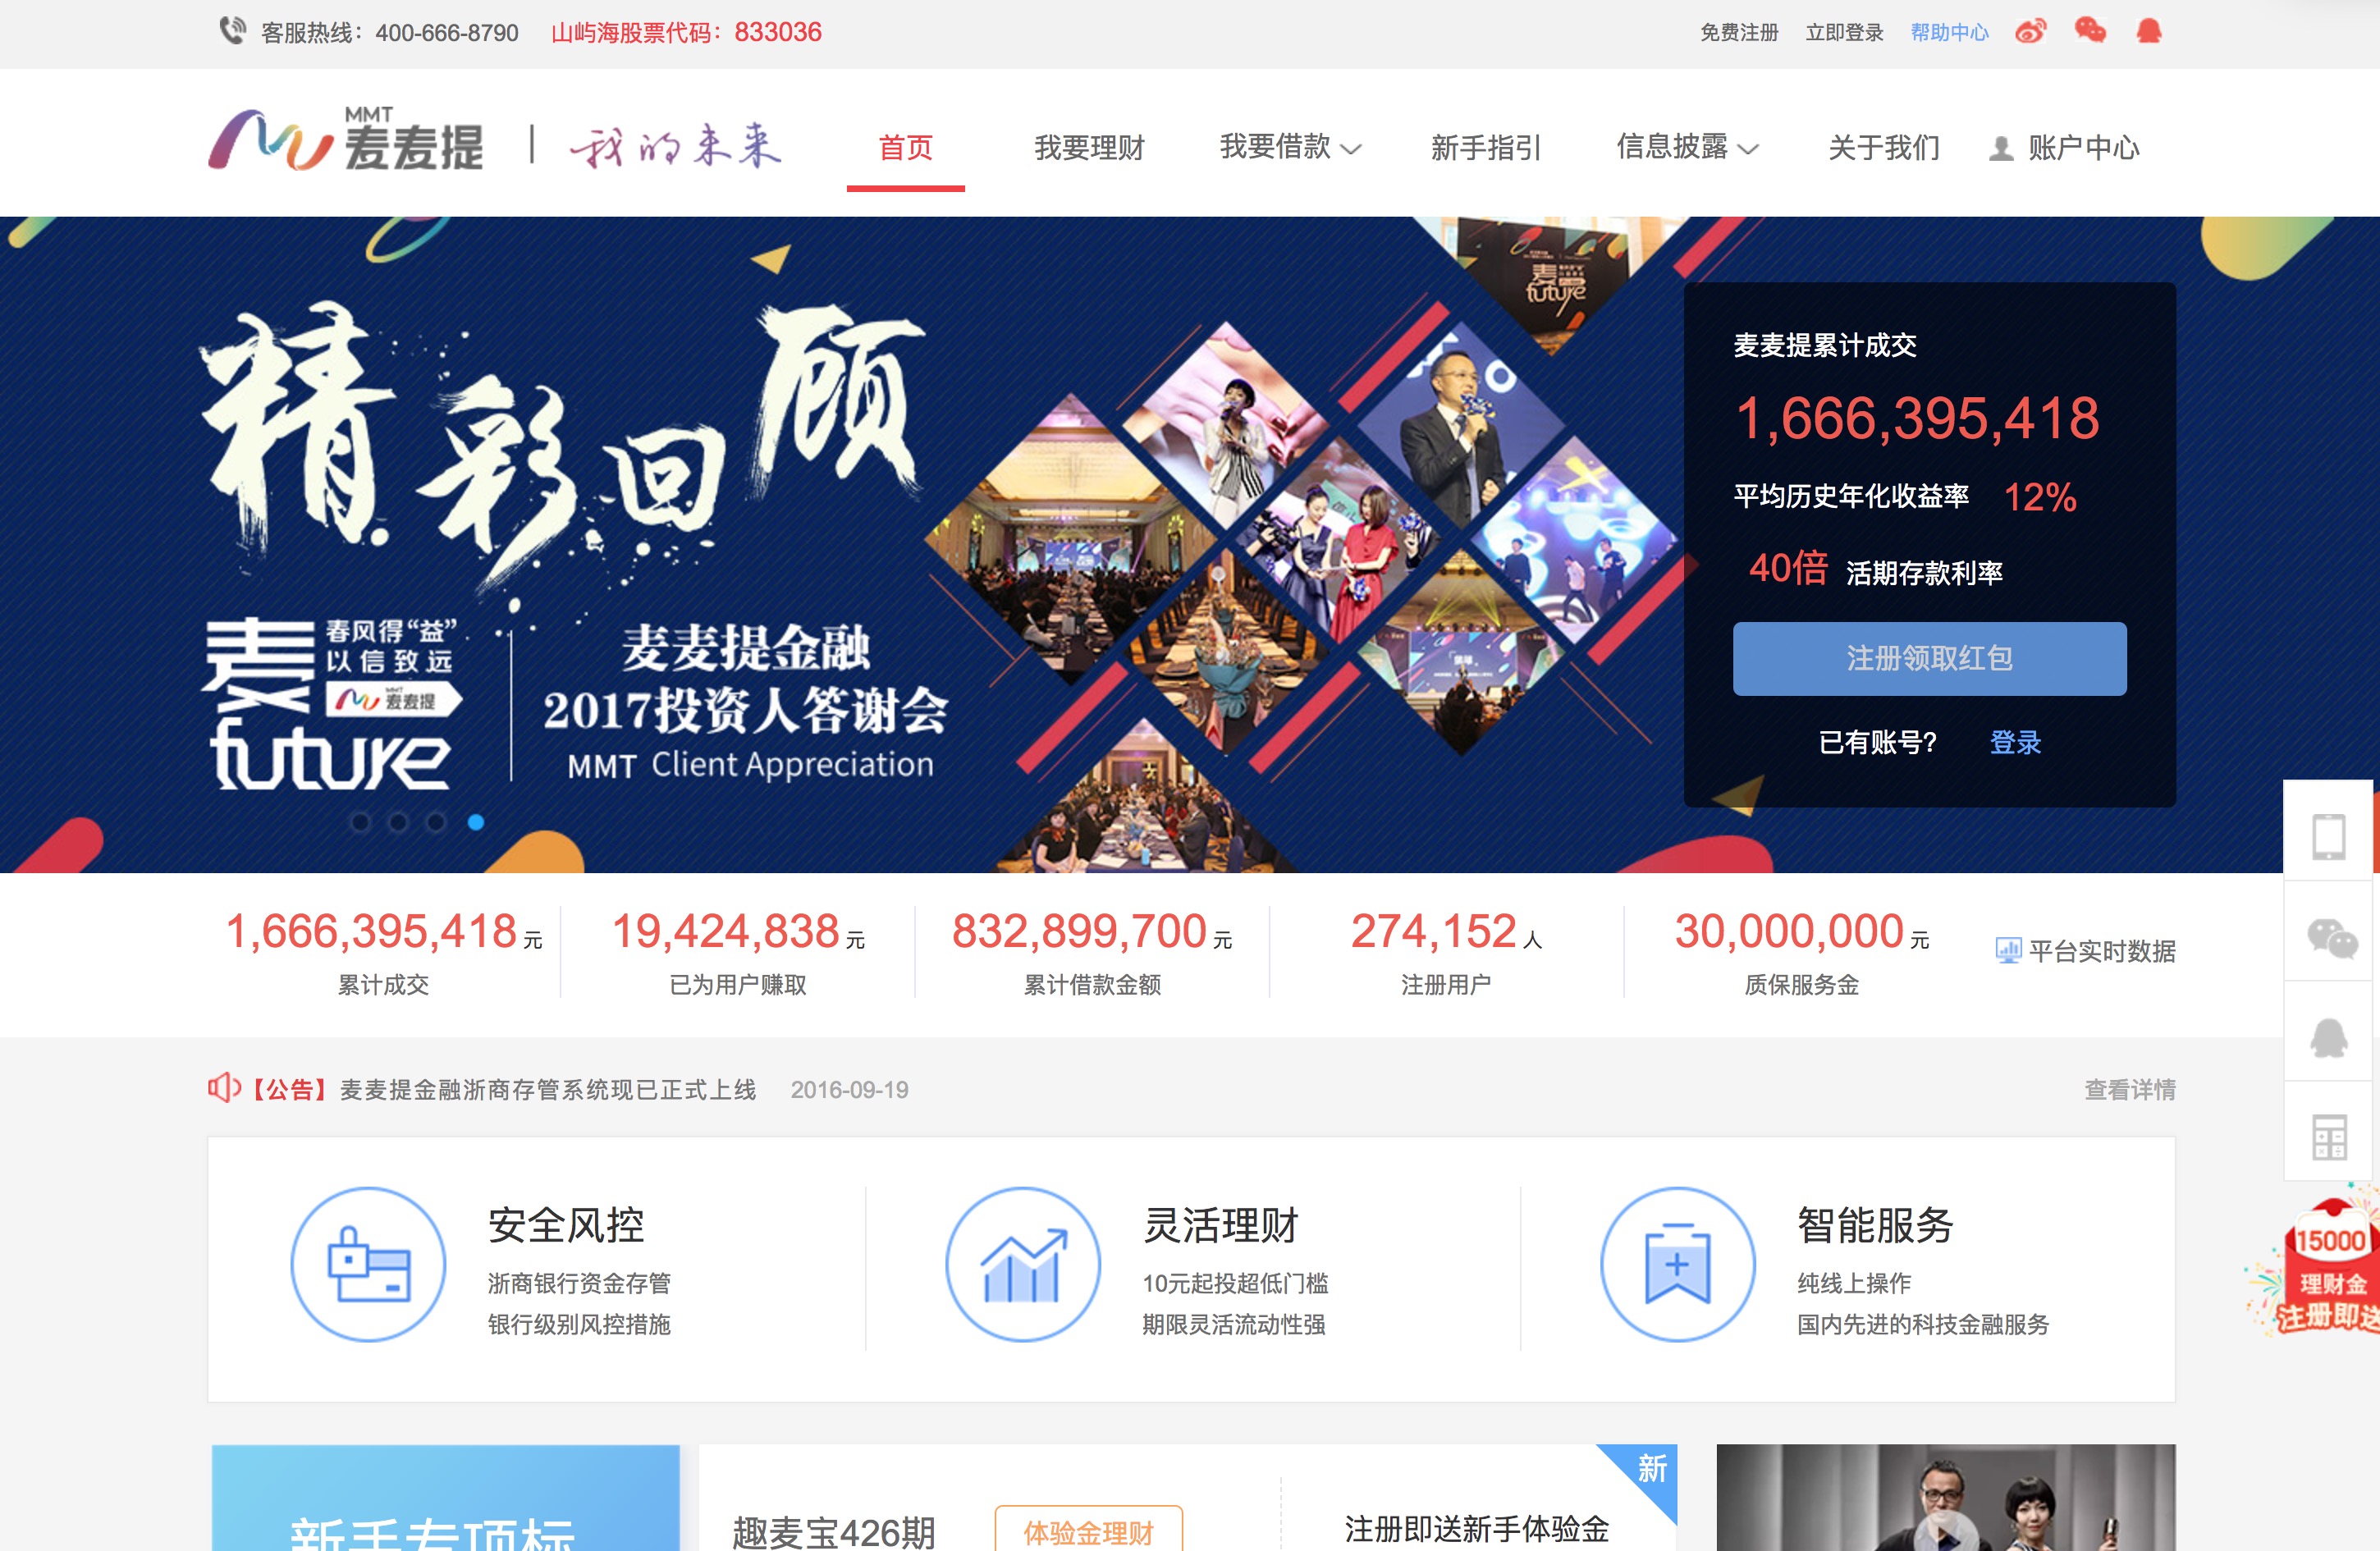 客服热线：400-666-8790 山屿海股票代码：833036
免费注册 立即登录 帮助中心
MMT
麦麦提 | 我的未来
首页 我要理财 我要借款 新手指引 信息披露 关于我们 账户中心
精彩回顾
麦
future
春风得“益”
以信致远
麦麦提
麦麦提金融
2017投资人答谢会
MMT Client Appreciation
麦
future
麦麦提累计成交
1,666,395,418
平均历史年化收益率 12%
40倍 活期存款利率
注册领取红包
已有账号? 登录
1,666,395,418元
累计成交
19,424,838元
已为用户赚取
832,899,700元
累计借款金额
274,152人
注册用户
30,000,000元
质保服务金
平台实时数据
【公告】麦麦提金融浙商存管系统现已正式上线 2016-09-19 查看详情
安全风控
浙商银行资金存管
银行级别风控措施
灵活理财
10元起投超低门槛
期限灵活流动性强
智能服务
纯线上操作
国内先进的科技金融服务
15000
理财金
注册即送
新手专项标
趣麦宝426期 体验金理财
注册即送新手体验金
新